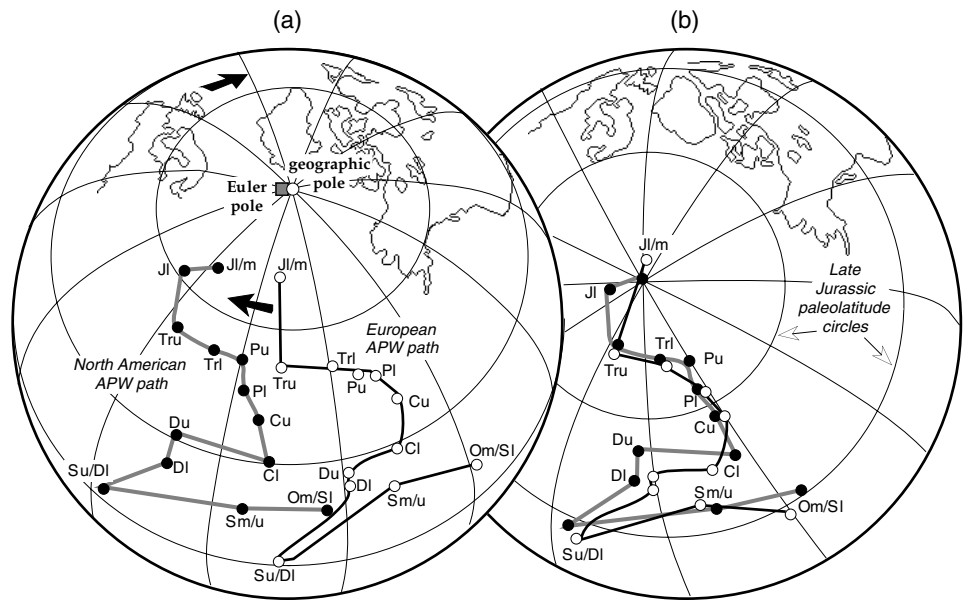 (a)
(b)
geographic
pole
Euler
pole
Jl
Jl/m
Jl/m
Tru
Trl
Pu
North American
APW path
European
APW path
Tru
Trl
Pu
Pl
Pl
Cu
Cu
Du
Dl
Cl
Cl
Su/Dl
Du
Dl
Om/Sl
Sm/u
Om/Sl
Sm/u
Su/Dl
Jl/m
Jl
Late
Jurassic
paleolatitude
circles
Tru
Trl
Pu
Pl
Cu
Du
Dl
Cl
Sm/u
Om/Sl
Su/Dl